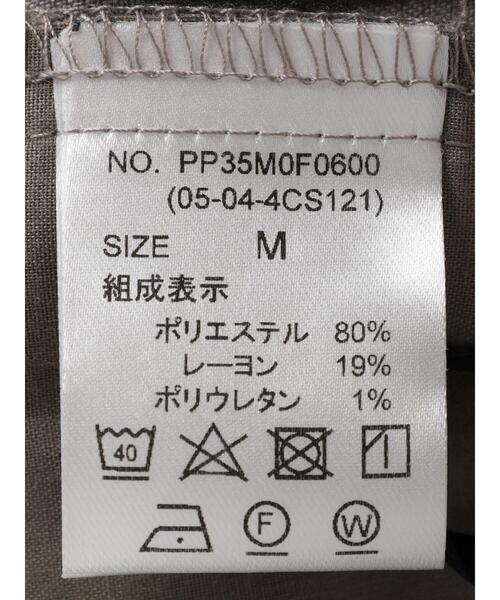 NO. PP35M0F0600
(05-04-4CS121)
SIZE M
組成表示
ポリエステル 80%
レーヨン 19%
ポリウレタン 1%
40
F W